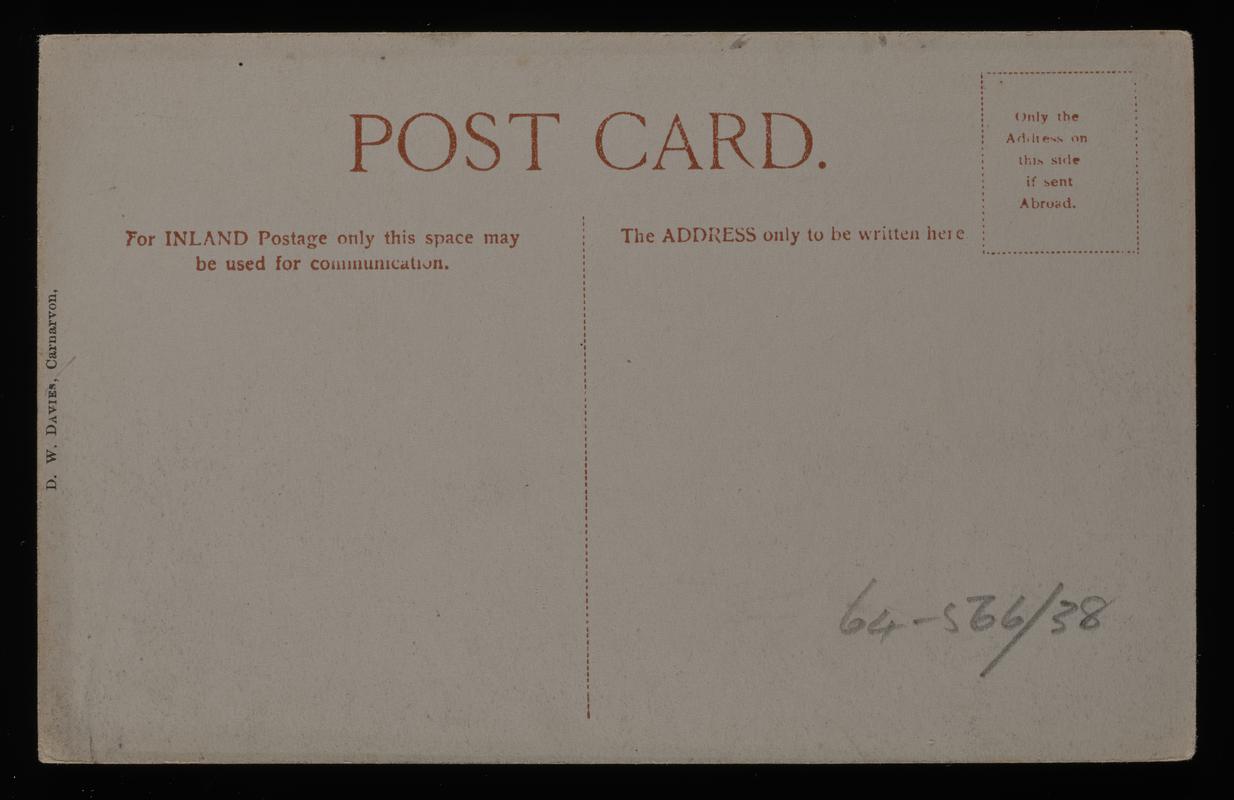 POST CARD.
Only the
Address on
this side
if sent
Abroad.
For INLAND Postage only this space may
be used for communication.
The ADDRESS only to be written here
D. W. DAVIES, Carnarvon,
64-566/38